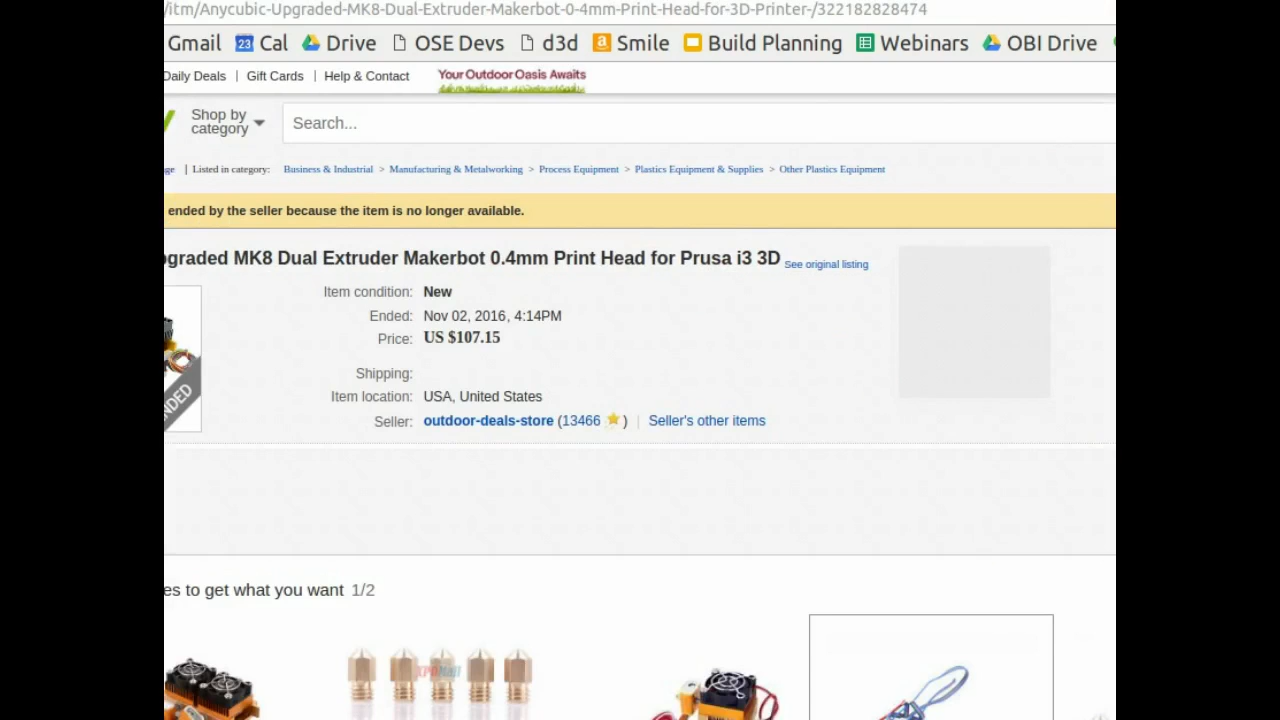 /itm/Anycubic-Upgraded-MK8-Dual-Extruder-Makerbot-0-4mm-Print-Head-for-3D-Printer-/322182828474
Gmail 23 Cal Drive OSE Devs d3d a Smile Build Planning Webinars OBI Drive
Daily Deals | Gift Cards | Help & Contact Your Outdoor Oasis Awaits
Shop by
category
Search...
ge | Listed in category: Business & Industrial > Manufacturing & Metalworking > Process Equipment > Plastics Equipment & Supplies > Other Plastics Equipment
ended by the seller because the item is no longer available.
pgraded MK8 Dual Extruder Makerbot 0.4mm Print Head for Prusa i3 3D See original listing
Item condition: New
Ended: Nov 02, 2016, 4:14PM
Price: US $107.15
Shipping:
Item location: USA, United States
NDED
Seller: outdoor-deals-store (13466 ) | Seller's other items
es to get what you want 1/2